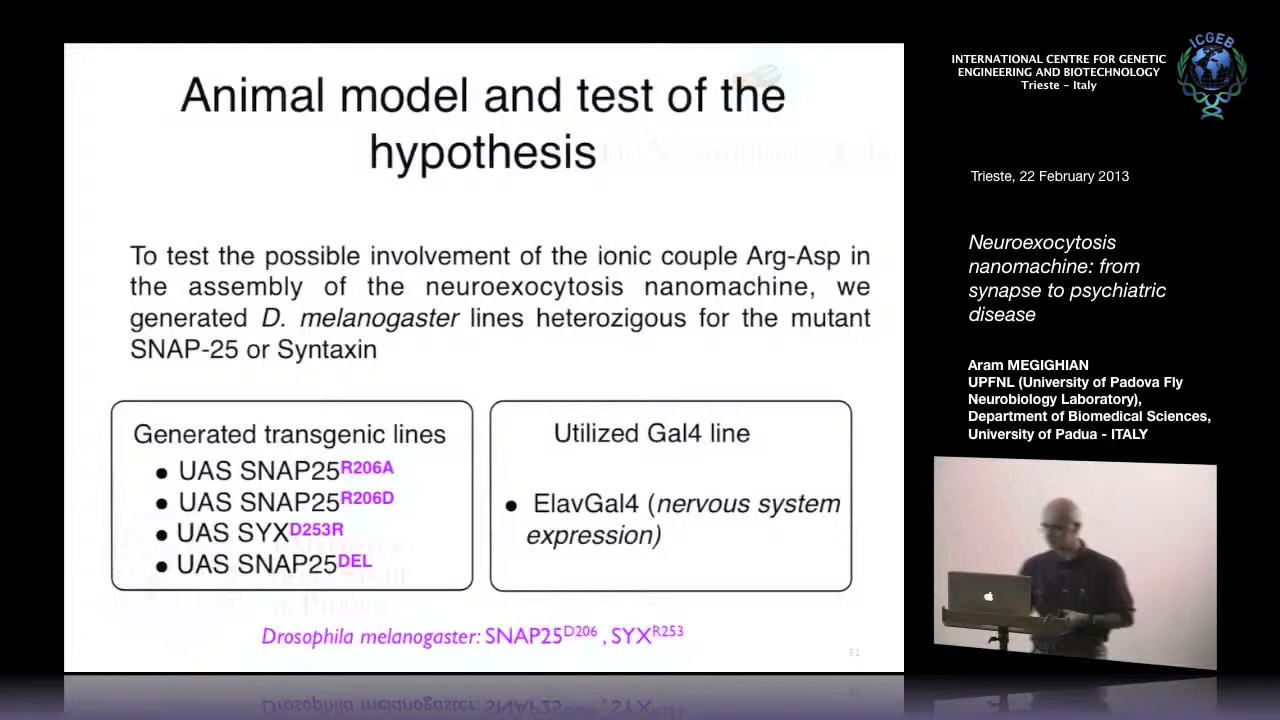 Animal model and test of the
hypothesis
To test the possible involvement of the ionic couple Arg-Asp in
the assembly of the neuroexocytosis nanomachine, we
generated D. melanogaster lines heterozigous for the mutant
SNAP-25 or Syntaxin
Generated transgenic lines
● UAS SNAP25R206A
● UAS SNAP25R206D
● UAS SYXD253R
● UAS SNAP25DEL
Utilized Gal4 line
● ElavGal4 (nervous system
expression)
Drosophila melanogaster: SNAP25D206 , SYXR253
31
INTERNATIONAL CENTRE FOR GENETIC
ENGINEERING AND BIOTECHNOLOGY
Trieste - Italy
ICGEB
Trieste, 22 February 2013
Neuroexocytosis
nanomachine: from
synapse to psychiatric
disease
Aram MEGIGHIAN
UPFNL (University of Padova Fly
Neurobiology Laboratory),
Department of Biomedical Sciences,
University of Padua - ITALY